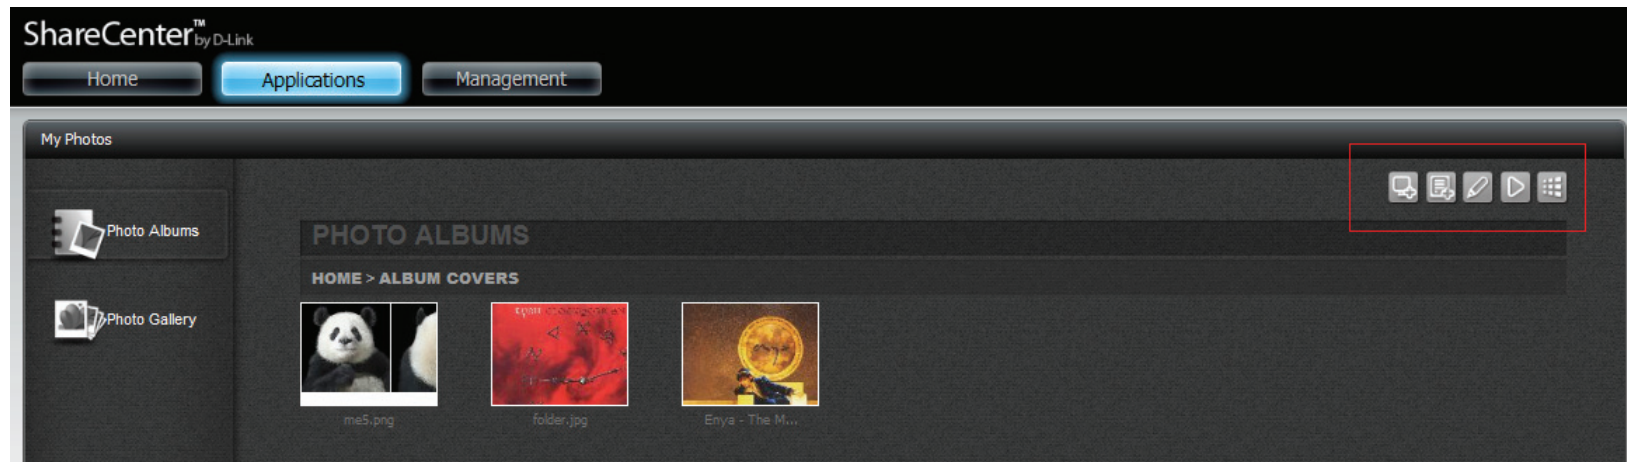 ShareCenter™ by D-Link
Home
Applications
Management
My Photos
Photo Albums
Photo Gallery
PHOTO ALBUMS
HOME > ALBUM COVERS
me5.png
folder.jpg
Enya - The M...